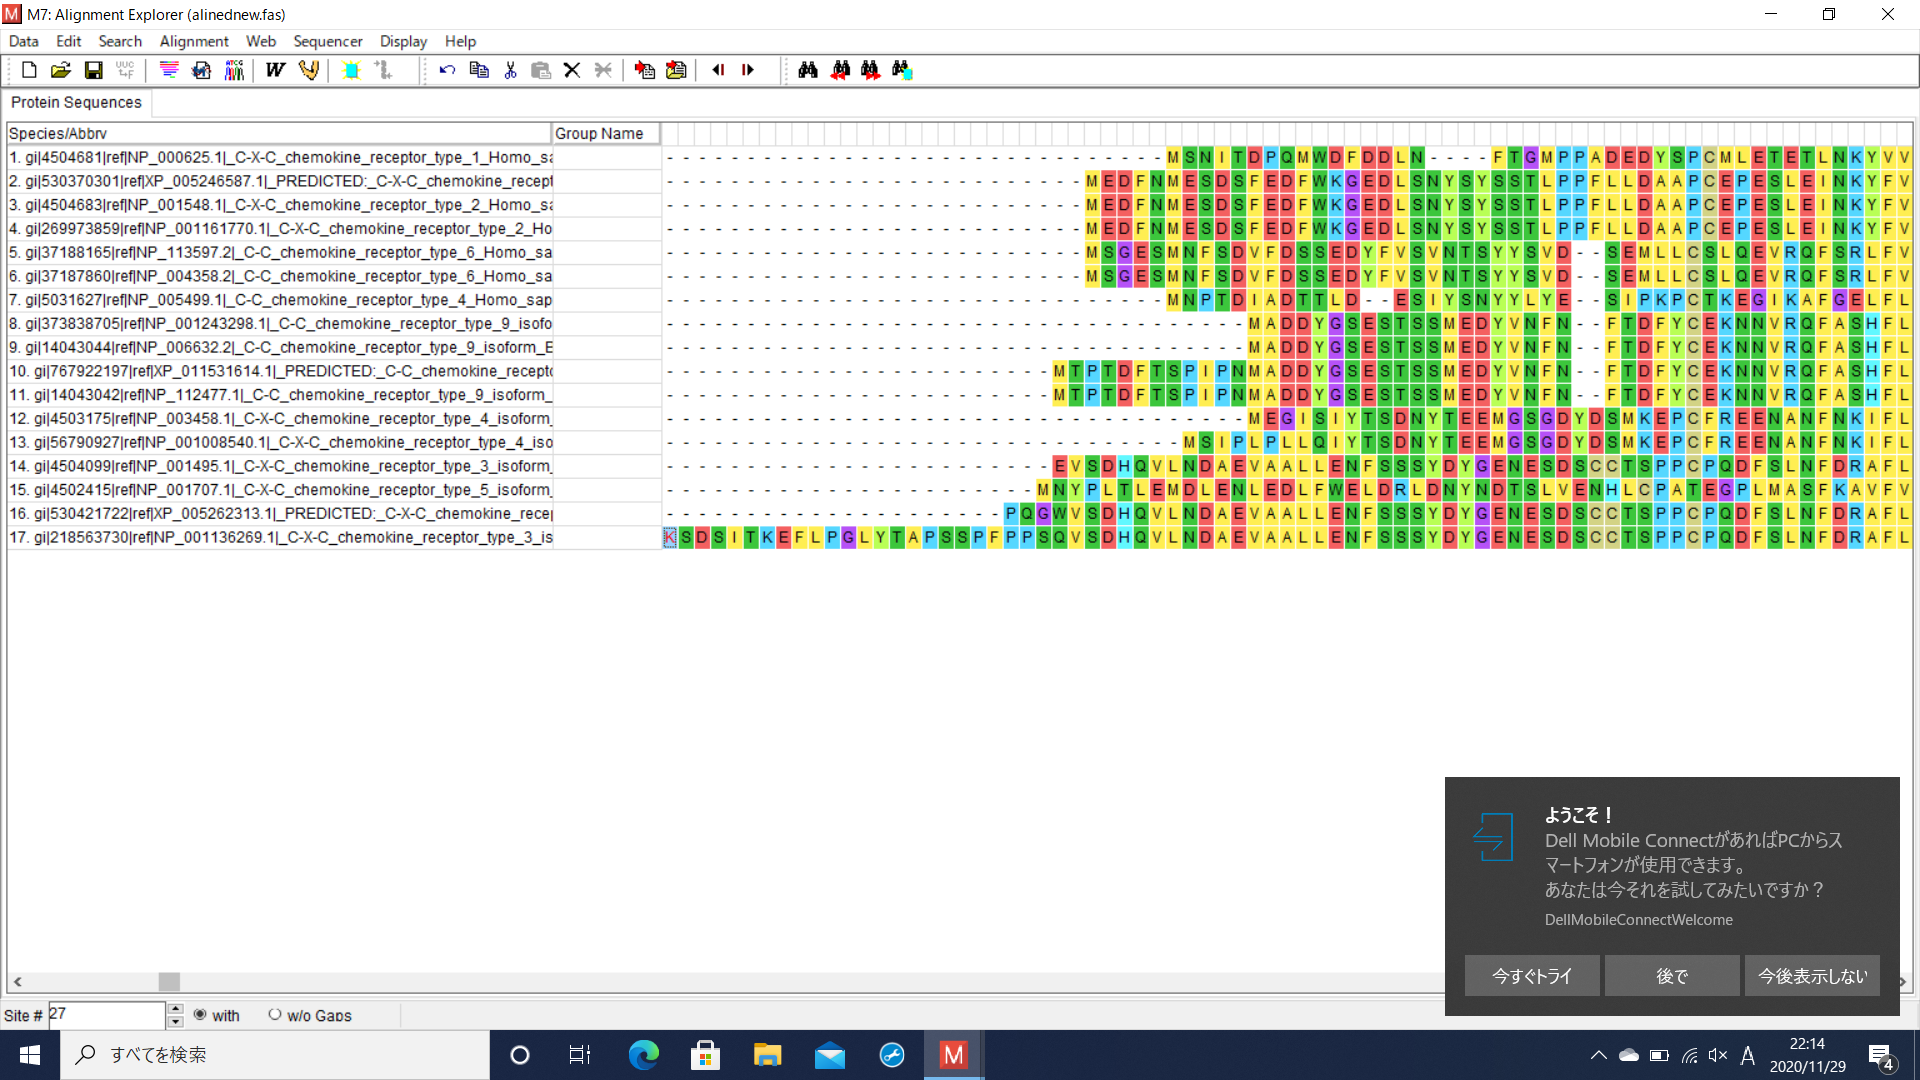 M7: Alignment Explorer (alinednew.fas)
Data Edit Search Alignment Web Sequencer Display Help
Protein Sequences
Species/Abbrv Group Name
1. gi|4504681|ref|NP_000625.1|_C-X-C_chemokine_receptor_type_1_Homo_sa - - - - - - - - - - - - - - - - - - - - - - - - - - - - - - - M S N I T D P Q M W D F D D L N - - - - F T G M P P A D E D Y S P C M L E T E T L N K Y V V
2. gi|530370301|ref|XP_005246587.1|_PREDICTED:_C-X-C_chemokine_recept - - - - - - - - - - - - - - - - - - - - - - - - - - M E D F N M E S D S F E D F W K G E D L S N Y S Y S S T L P P F L L D A A P C E P E S L E I N K Y F V
3. gi|4504683|ref|NP_001548.1|_C-X-C_chemokine_receptor_type_2_Homo_sa - - - - - - - - - - - - - - - - - - - - - - - - - - M E D F N M E S D S F E D F W K G E D L S N Y S Y S S T L P P F L L D A A P C E P E S L E I N K Y F V
4. gi|269973859|ref|NP_001161770.1|_C-X-C_chemokine_receptor_type_2_Ho - - - - - - - - - - - - - - - - - - - - - - - - - - M E D F N M E S D S F E D F W K G E D L S N Y S Y S S T L P P F L L D A A P C E P E S L E I N K Y F V
5. gi|37188165|ref|NP_113597.2|_C-C_chemokine_receptor_type_6_Homo_sa - - - - - - - - - - - - - - - - - - - - - - - - - - M S G E S M N F S D V F D S S E D Y F V S V N T S Y Y S V D - - S E M L L C S L Q E V R Q F S R L F V
6. gi|37187860|ref|NP_004358.2|_C-C_chemokine_receptor_type_6_Homo_sa - - - - - - - - - - - - - - - - - - - - - - - - - - M S G E S M N F S D V F D S S E D Y F V S V N T S Y Y S V D - - S E M L L C S L Q E V R Q F S R L F V
7. gi|5031627|ref|NP_005499.1|_C-C_chemokine_receptor_type_4_Homo_sap - - - - - - - - - - - - - - - - - - - - - - - - - - - - - - - M N P T D I A D T T L D - - E S I Y S N Y Y L Y E - - S I P K P C T K E G I K A F G E L F L
8. gi|373838705|ref|NP_001243298.1|_C-C_chemokine_receptor_type_9_isofo - - - - - - - - - - - - - - - - - - - - - - - - - - - - - - - - - - - - M A D D Y G S E S T S S M E D Y V N F N - - F T D F Y C E K N N V R Q F A S H F L
9. gi|14043044|ref|NP_006632.2|_C-C_chemokine_receptor_type_9_isoform_E - - - - - - - - - - - - - - - - - - - - - - - - - - - - - - - - - - - - M A D D Y G S E S T S S M E D Y V N F N - - F T D F Y C E K N N V R Q F A S H F L
10. gi|767922197|ref|XP_011531614.1|_PREDICTED:_C-C_chemokine_recepto - - - - - - - - - - - - - - - - - - - - - - - - M T P T D F T S P I P N M A D D Y G S E S T S S M E D Y V N F N - - F T D F Y C E K N N V R Q F A S H F L
11. gi|14043042|ref|NP_112477.1|_C-C_chemokine_receptor_type_9_isoform_ - - - - - - - - - - - - - - - - - - - - - - - - M T P T D F T S P I P N M A D D Y G S E S T S S M E D Y V N F N - - F T D F Y C E K N N V R Q F A S H F L
12. gi|4503175|ref|NP_003458.1|_C-X-C_chemokine_receptor_type_4_isoform_ - - - - - - - - - - - - - - - - - - - - - - - - - - - - - - - - - - - - M E G I S I Y T S D N Y T E E M G S G D Y D S M K E P C F R E E N A N F N K I F L
13. gi|56790927|ref|NP_001008540.1|_C-X-C_chemokine_receptor_type_4_iso - - - - - - - - - - - - - - - - - - - - - - - - - - - - - - - - M S I P L P L L Q I Y T S D N Y T E E M G S G D Y D S M K E P C F R E E N A N F N K I F L
14. gi|4504099|ref|NP_001495.1|_C-X-C_chemokine_receptor_type_3_isoform_ - - - - - - - - - - - - - - - - - - - - - - - - E V S D H Q V L N D A E V A A L L E N F S S S Y D Y G E N E S D S C C T S P P C P Q D F S L N F D R A F L
15. gi|4502415|ref|NP_001707.1|_C-X-C_chemokine_receptor_type_5_isoform_ - - - - - - - - - - - - - - - - - - - - - - - M N Y P L T L E M D L E N L E D L F W E L D R L D N Y N D T S L V E N H L C P A T E G P L M A S F K A V F V
16. gi|530421722|ref|XP_005262313.1|_PREDICTED:_C-X-C_chemokine_recep - - - - - - - - - - - - - - - - - - - - - P Q G W V S D H Q V L N D A E V A A L L E N F S S S Y D Y G E N E S D S C C T S P P C P Q D F S L N F D R A F L
17. gi|218563730|ref|NP_001136269.1|_C-X-C_chemokine_receptor_type_3_is K S D S I T K E F L P G L Y T A P S S P F P P S Q V S D H Q V L N D A E V A A L L E N F S S S Y D Y G E N E S D S C C T S P P C P Q D F S L N F D R A F L
ようこそ！
Dell Mobile ConnectがあればPCからス
マートフォンが使用できます。
あなたは今それを試してみたいですか？
DellMobileConnectWelcome
今すぐトライ 後で 今後表示しない
Site # 27 with w/o Gaps
すべてを検索
A 22:14
2020/11/29
4